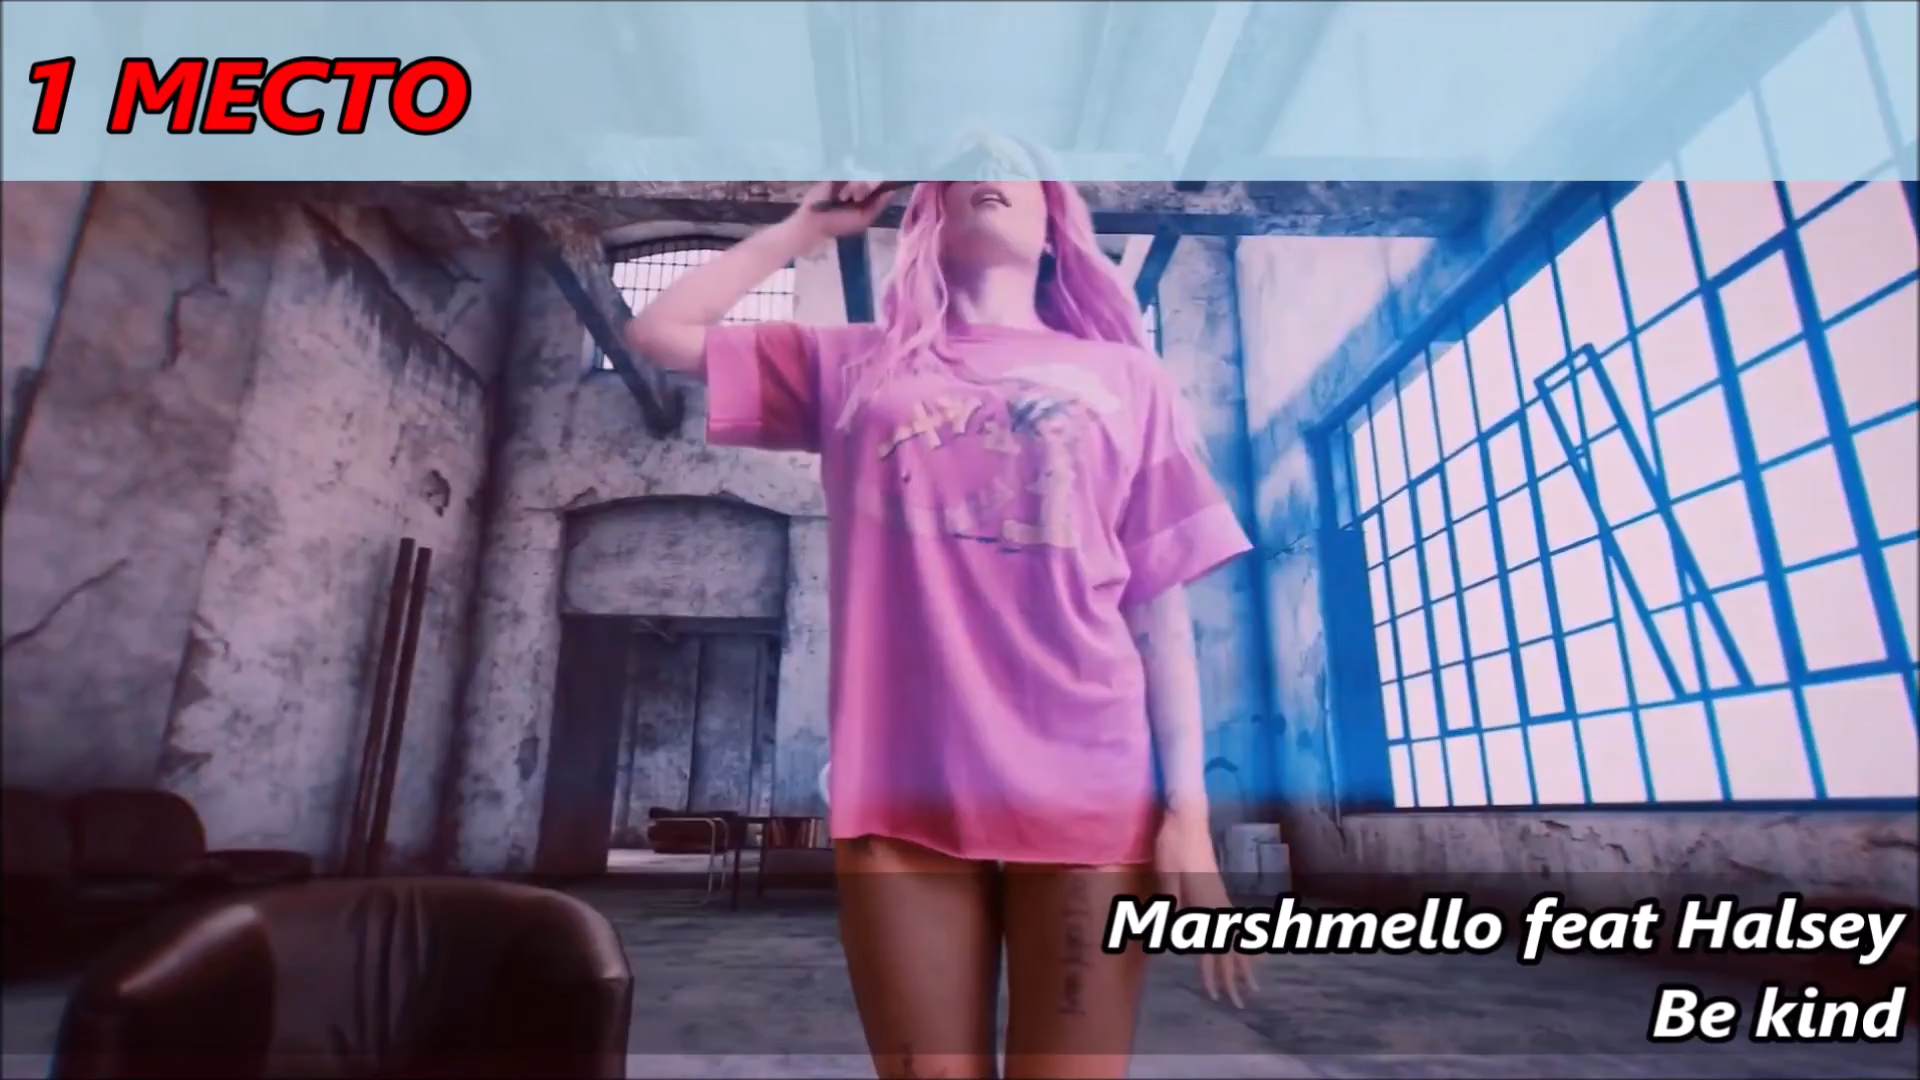 1 МЕСТО
Marshmello feat Halsey
Be kind